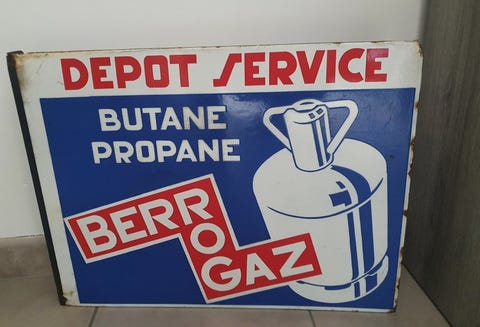 DEPOT SERVICE
BUTANE
PROPANE
BERROGAZ